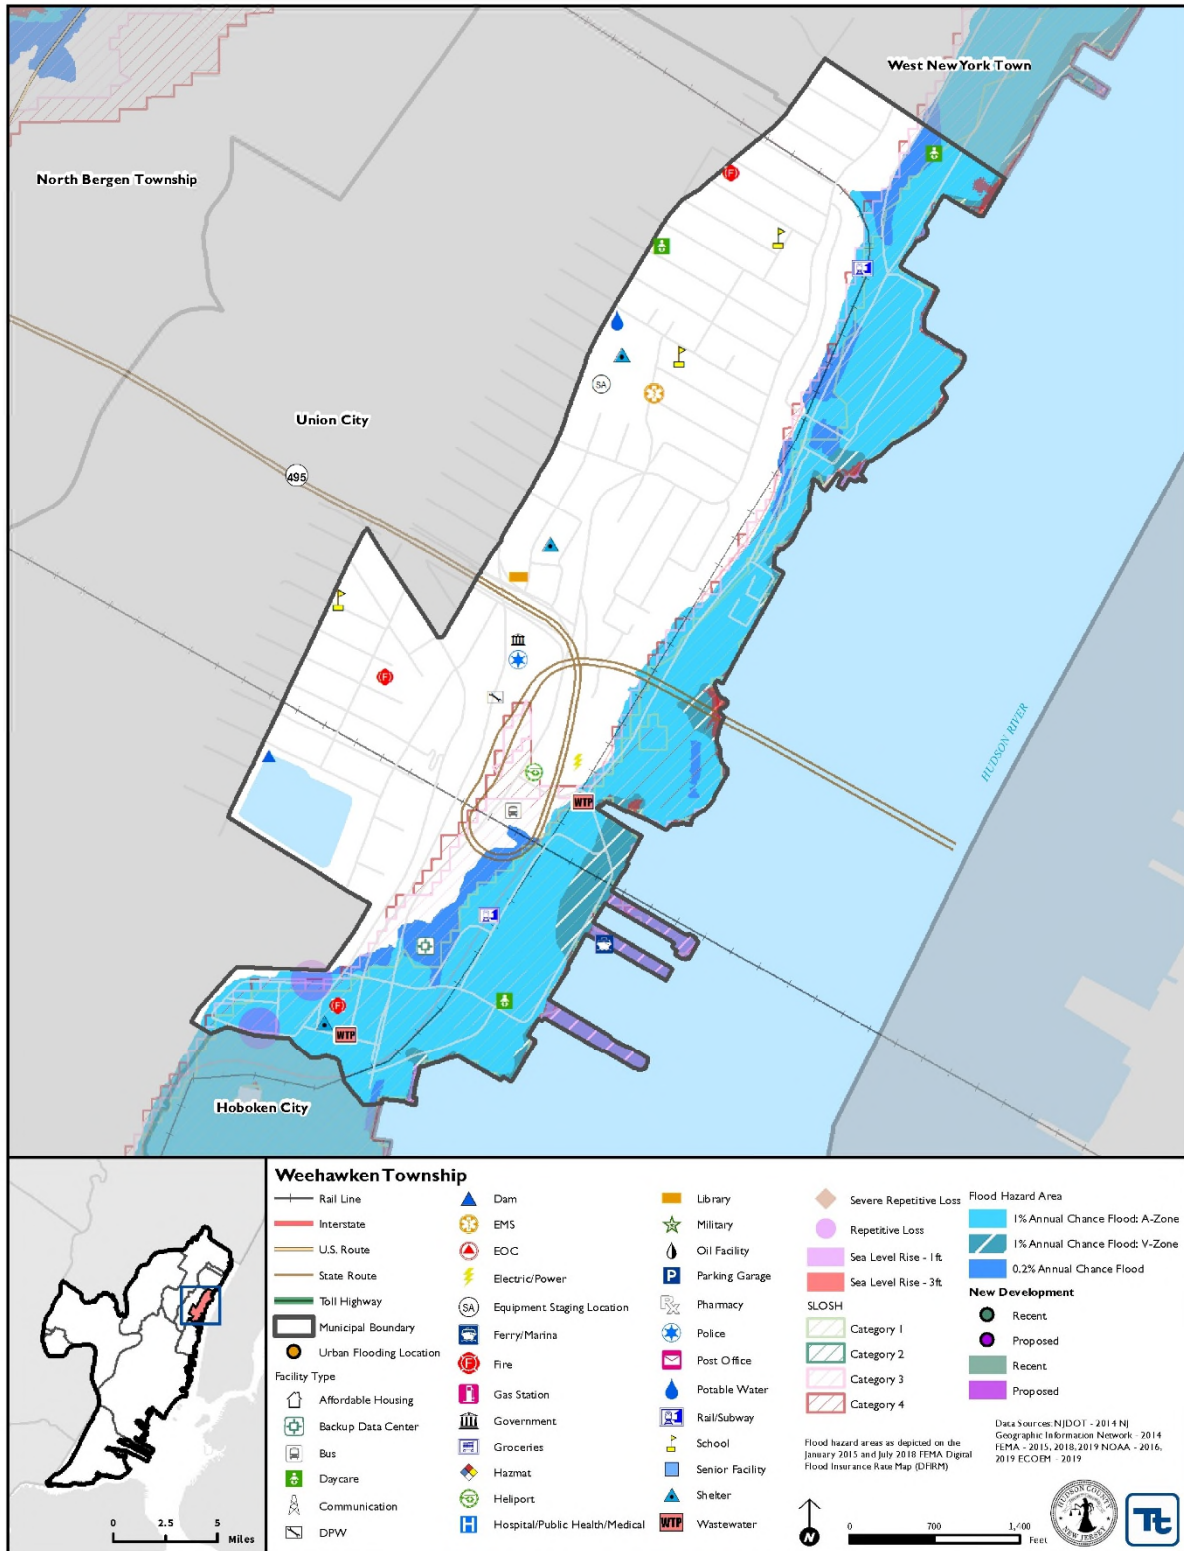 West New York Town
North Bergen Township
F
SA
Union City
495
F
HUDSON RIVER
WTP
F
WTP
Hoboken City
Weehawken Township
Rail Line
Interstate
U.S. Route
State Route
Toll Highway
Municipal Boundary
Urban Flooding Location
Facility Type
Affordable Housing
Backup Data Center
Bus
Daycare
Communication
DPW
Dam
EMS
EOC
Electric/Power
SA Equipment Staging Location
Ferry/Marina
F Fire
Gas Station
Government
Groceries
Hazmat
Heliport
H Hospital/Public Health/Medical
Library
Military
Oil Facility
P Parking Garage
Rx Pharmacy
Police
Post Office
Potable Water
Rail/Subway
School
Senior Facility
Shelter
WTP Wastewater
Severe Repetitive Loss
Repetitive Loss
Sea Level Rise - 1ft
Sea Level Rise - 3ft
SLOSH
Category 1
Category 2
Category 3
Category 4
Flood Hazard Area
1% Annual Chance Flood: A-Zone
1% Annual Chance Flood: V-Zone
0.2% Annual Chance Flood
New Development
Recent
Proposed
Recent
Proposed
Flood hazard areas as depicted on the
January 2015 and July 2018 FEMA Digital
Flood Insurance Rate Map (DFIRM)
Data Sources: NJDOT - 2014 NJ
Geographic Information Network - 2014
FEMA - 2015, 2018, 2019 NOAA - 2016,
2019 ECOEM - 2019
0 2.5 5
Miles
N
0 700 1,400
Feet
HUDSON COUNTY
NEW JERSEY
Tt